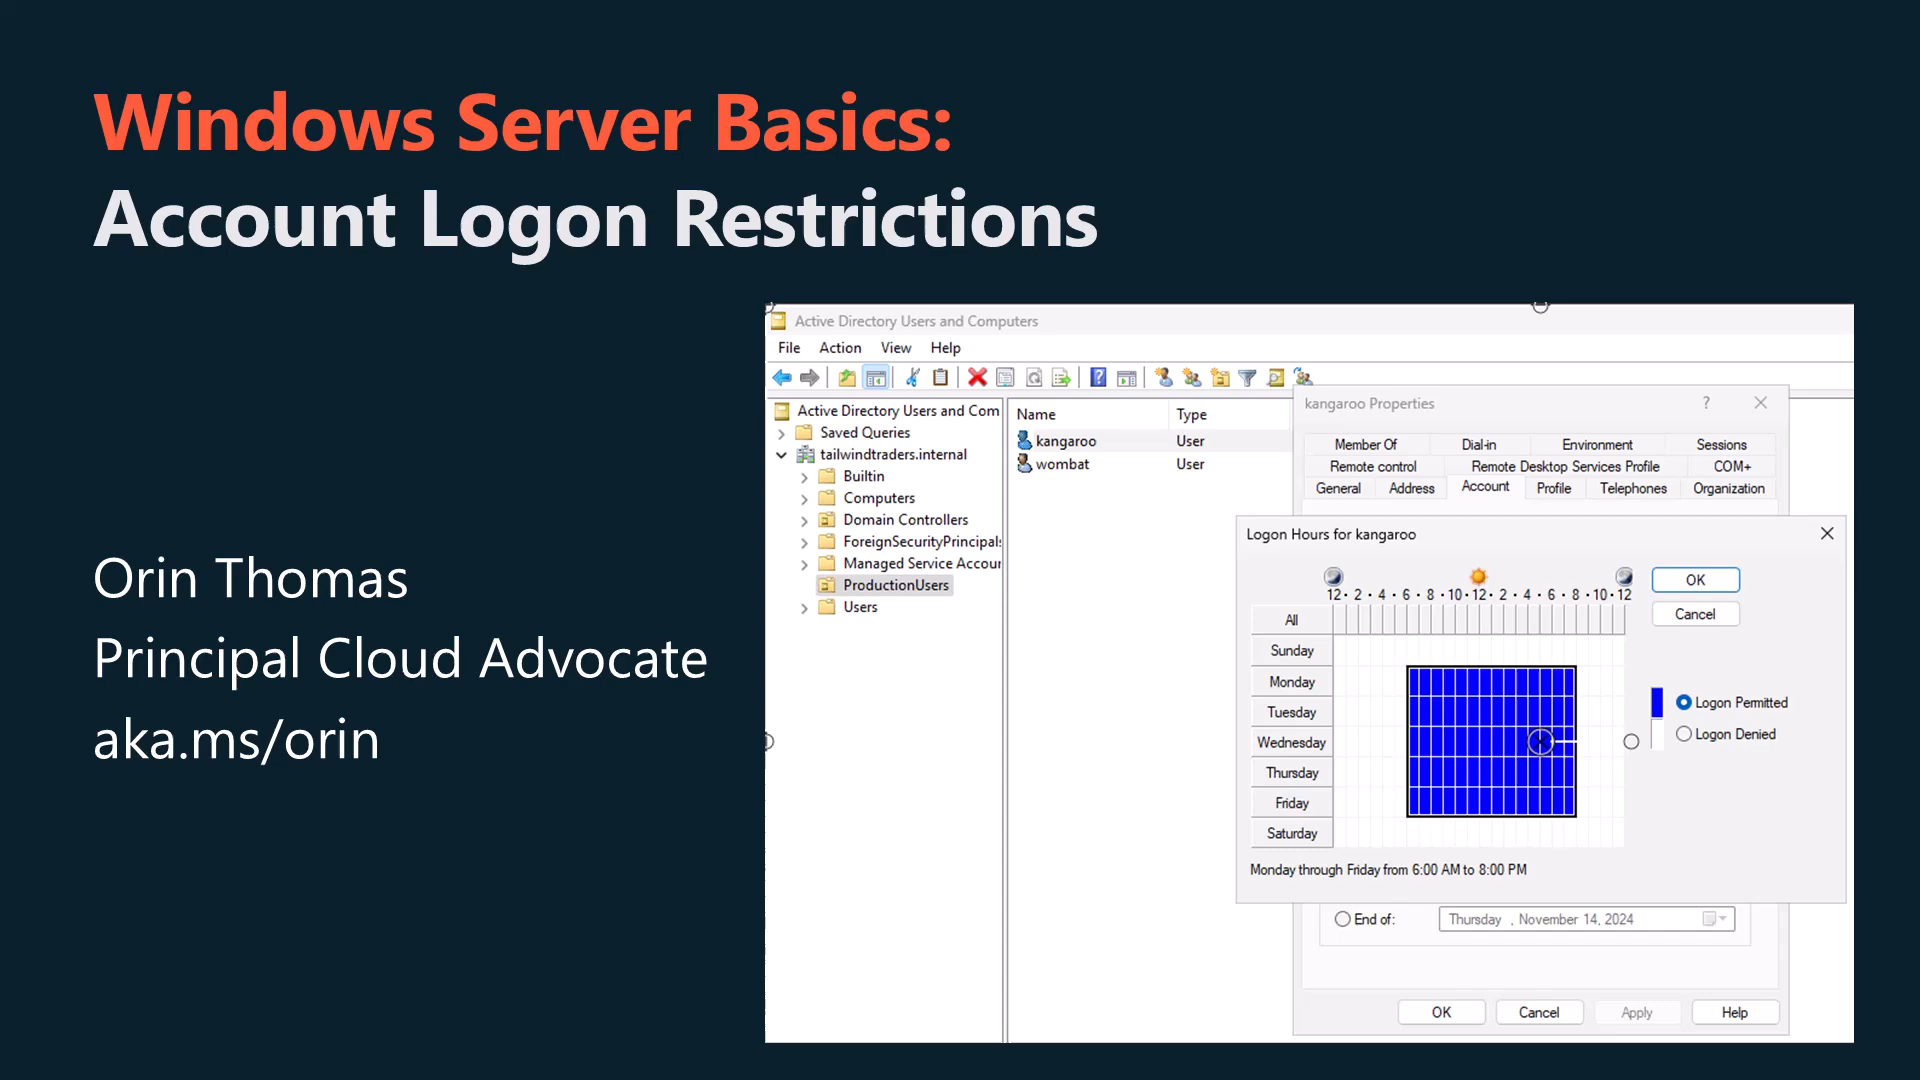 Windows Server Basics:
Account Logon Restrictions
Orin Thomas
Principal Cloud Advocate
aka.ms/orin
Active Directory Users and Computers
File Action View Help
Active Directory Users and Com
Saved Queries
tailwindtraders.internal
Builtin
Computers
Domain Controllers
ForeignSecurityPrincipals
Managed Service Accour
ProductionUsers
Users
Name Type
kangaroo User
wombat User
kangaroo Properties ?
Member Of Dial-in Environment Sessions
Remote control Remote Desktop Services Profile COM+
General Address Account Profile Telephones Organization
Logon Hours for kangaroo
12 · 2 · 4 · 6 · 8 · 10 · 12 · 2 · 4 · 6 · 8 · 10 · 12
OK
Cancel
All
Sunday
Monday
Tuesday
Wednesday
Thursday
Friday
Saturday
Logon Permitted
Logon Denied
Monday through Friday from 6:00 AM to 8:00 PM
End of: Thursday , November 14, 2024
OK Cancel Apply Help